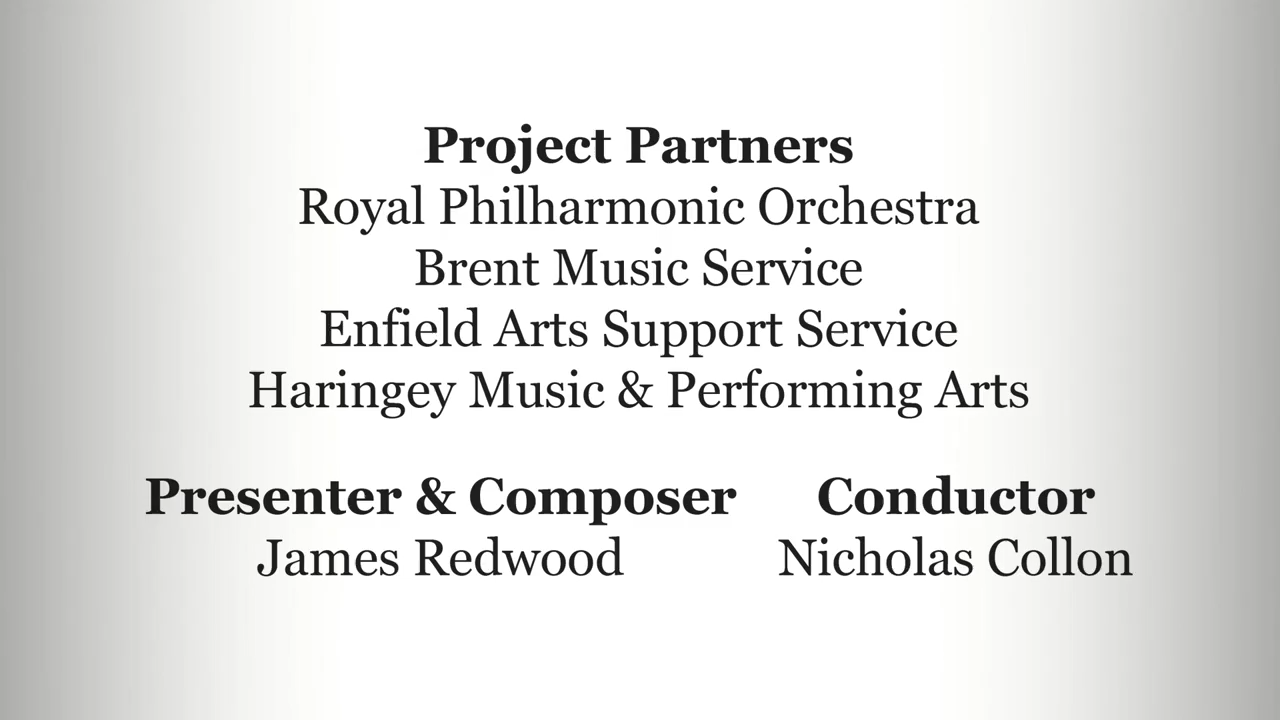 Project Partners
Royal Philharmonic Orchestra
Brent Music Service
Enfield Arts Support Service
Haringey Music & Performing Arts
Presenter & Composer
James Redwood
Conductor
Nicholas Collon